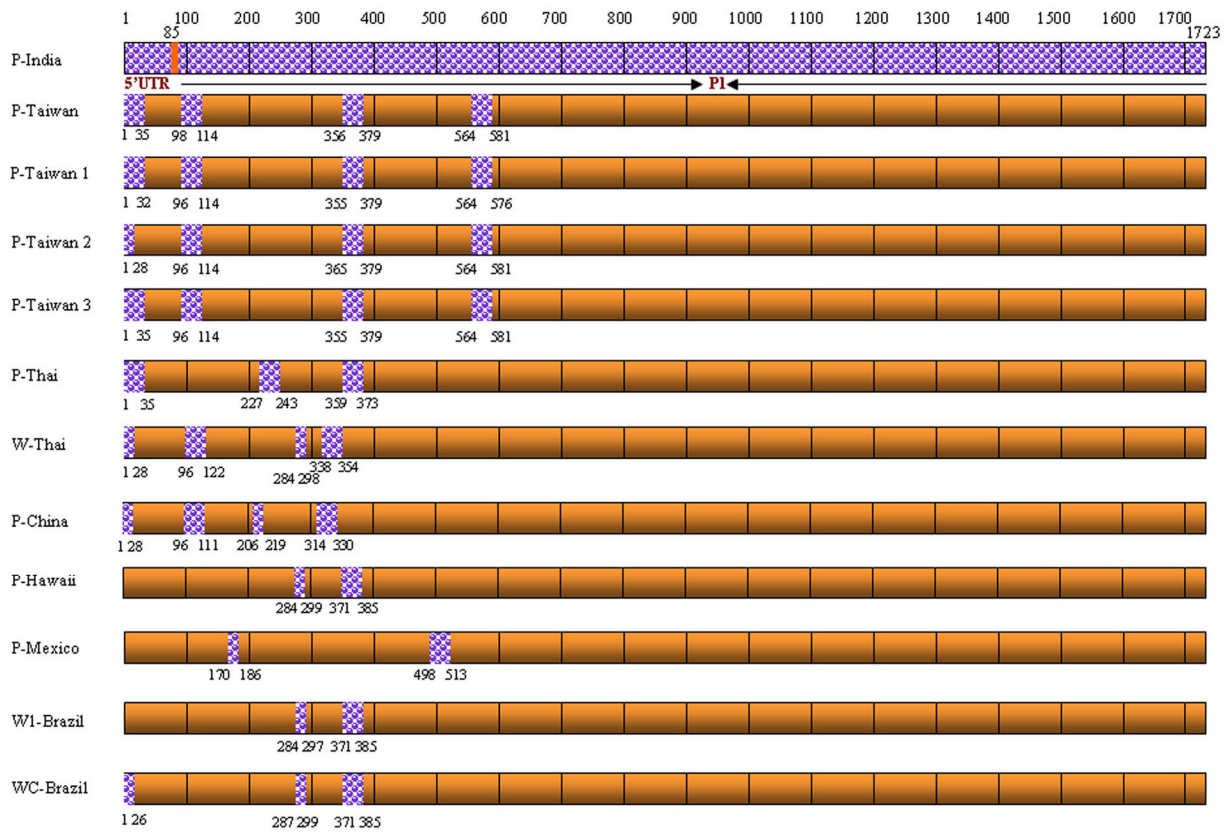 100 200 300 400 500 600 700 800 900 1000 1100 1200 1300 1400 1500 1600 1700
85 1723
P-India
5'UTR P1
P-Taiwan
1 35 98 114 356 379 564 581
P-Taiwan 1
1 32 96 114 355 379 564 576
P-Taiwan 2
1 28 96 114 365 379 564 581
P-Taiwan 3
1 35 96 114 355 379 564 581
P-Thai
1 35 227 243 359 373
W-Thai
1 28 96 122 284 298 338 354
P-China
1 28 96 111 206 219 314 330
P-Hawaii
284 299 371 385
P-Mexico
170 186 498 513
W1-Brazil
284 297 371 385
WC-Brazil
1 26 287 299 371 385